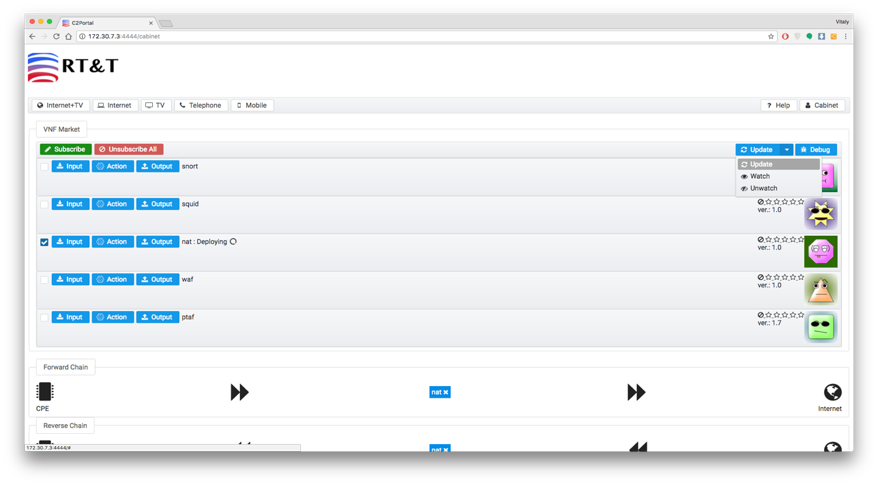 C2Portal
Vitaly
172.30.7.3:4444/cabinet
RT&T
Internet+TV Internet TV Telephone Mobile ? Help Cabinet
VNF Market
Subscribe Unsubscribe All Update Debug
Input Action Output snort
Update
Watch
Unwatch
Input Action Output squid
ver.: 1.0
Input Action Output nat : Deploying
ver.: 1.0
Input Action Output waf
ver.: 1.0
Input Action Output ptaf
ver.: 1.7
Forward Chain
nat ×
CPE Internet
Reverse Chain
nat ×
172.30.7.3:4444/#